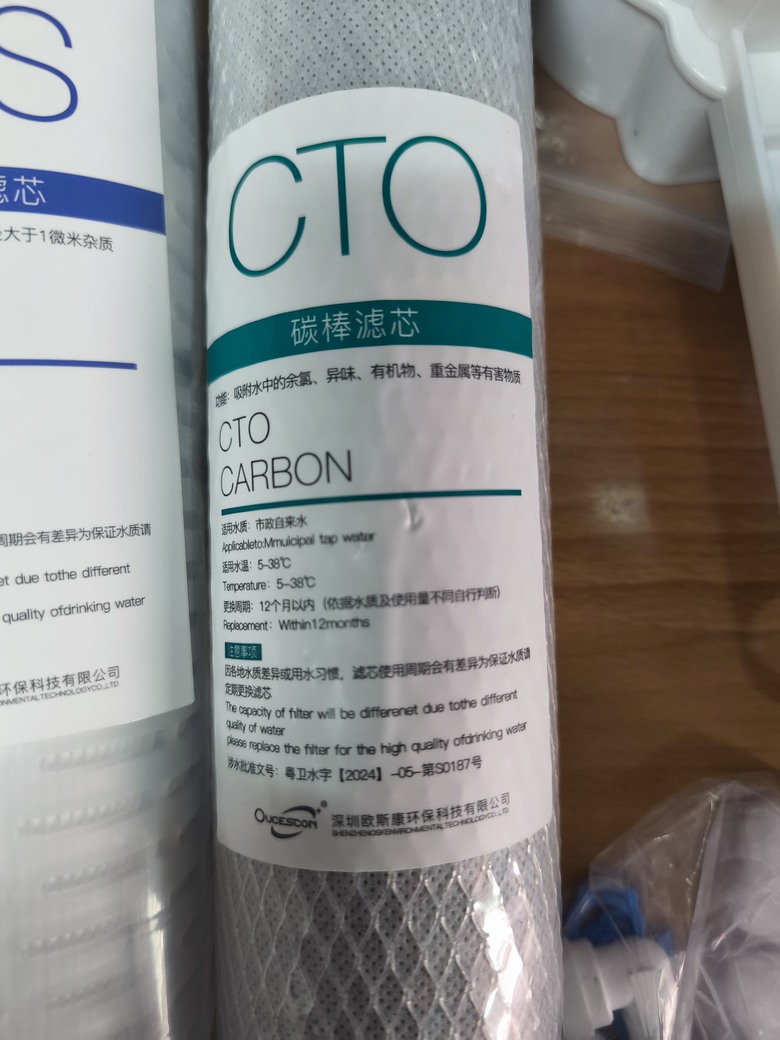 S
滤芯
大于1微米杂质
周期会有差异为保证水质请
et due tothe different
quality ofdrinking water
环保科技有限公司
NMENTALTECHNOLOGYCO.,LTD.
CTO
碳棒滤芯
功能：吸附水中的余氯、异味、有机物、重金属等有害物质
CTO
CARBON
适用水质：市政自来水
Applicableto:Mmuicipal tap water
适用水温：5-38℃
Temperature：5-38℃
更换周期：12个月以内（依据水质及使用量不同自行判断）
Replacement：Within12months
注意事项
因各地水质差异或用水习惯，滤芯使用周期会有差异为保证水质请
定期更换滤芯
The capacity of filter will be differenet due tothe different
quality of water
please replace the filter for the high quality ofdrinking water
涉水批准文号：粤卫水字【2024】-05-第S0187号
OUCESCON®
深圳欧斯康环保科技有限公司
SHENZHENOSKENVIRONMENTALTECHNOLOGYCO.,LTD.